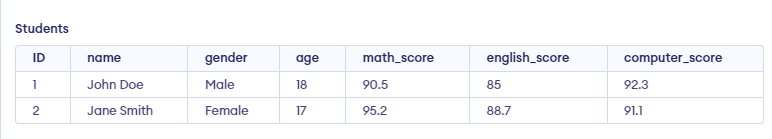 Students
ID name gender age math_score english_score computer_score
1 John Doe Male 18 90.5 85 92.3
2 Jane Smith Female 17 95.2 88.7 91.1